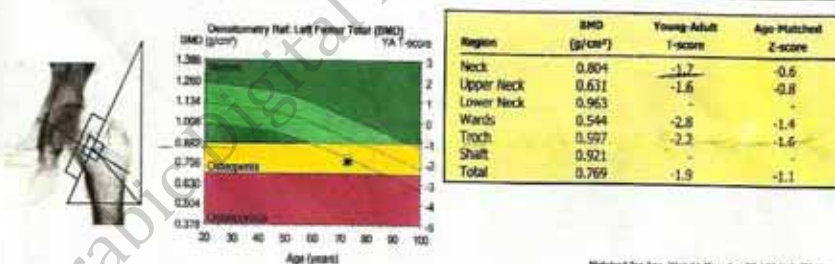 Densitometry Ref: Left Femur Total (BMD)
BMD (g/cm²) YA T-score
1.386 3
1.260 2
1.134 1
1.008 0
0.882 -1
0.756 -2
0.630 -3
0.504 -4
0.378 -5
Normal
Osteopenia
Osteoporosis
20 30 40 50 60 70 80 90 100
Age (years)
Region BMD (g/cm²) Young-Adult T-score Age-Matched Z-score
Neck 0.804 -1.7 -0.6
Upper Neck 0.631 -1.6 -0.8
Lower Neck 0.963 - -
Wards 0.544 -2.8 -1.4
Troch 0.597 -2.2 -1.6
Shaft 0.921 - -
Total 0.769 -1.9 -1.1